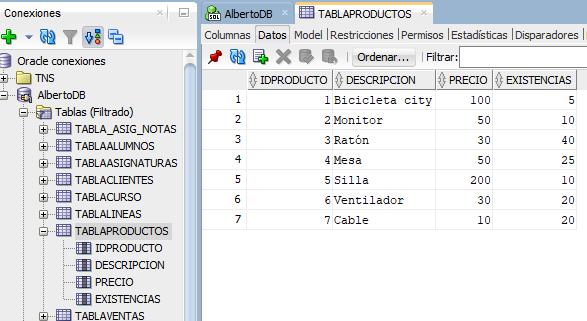 Conexiones
Oracle conexiones
TNS
AlbertoDB
Tablas (Filtrado)
TABLA_ASIG_NOTAS
TABLAALUMNOS
TABLAASIGNATURAS
TABLACLIENTES
TABLACURSO
TABLALINEAS
TABLAPRODUCTOS
IDPRODUCTO
DESCRIPCION
PRECIO
EXISTENCIAS
TABLAVENTAS
AlbertoDB TABLAPRODUCTOS
Columnas Datos Model Restricciones Permisos Estadísticas Disparadores
Ordenar... Filtrar:
IDPRODUCTO DESCRIPCION PRECIO EXISTENCIAS
1 1 Bicicleta city 100 5
2 2 Monitor 50 10
3 3 Ratón 30 40
4 4 Mesa 50 25
5 5 Silla 200 10
6 6 Ventilador 30 20
7 7 Cable 10 20